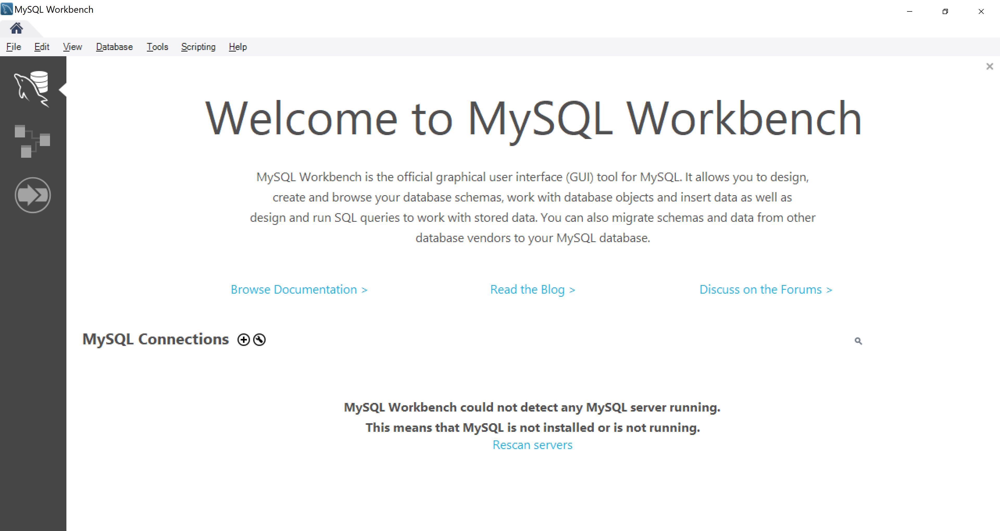 MySQL Workbench
File Edit View Database Tools Scripting Help
Welcome to MySQL Workbench
MySQL Workbench is the official graphical user interface (GUI) tool for MySQL. It allows you to design,
create and browse your database schemas, work with database objects and insert data as well as
design and run SQL queries to work with stored data. You can also migrate schemas and data from other
database vendors to your MySQL database.
Browse Documentation > Read the Blog > Discuss on the Forums >
MySQL Connections
MySQL Workbench could not detect any MySQL server running.
This means that MySQL is not installed or is not running.
Rescan servers